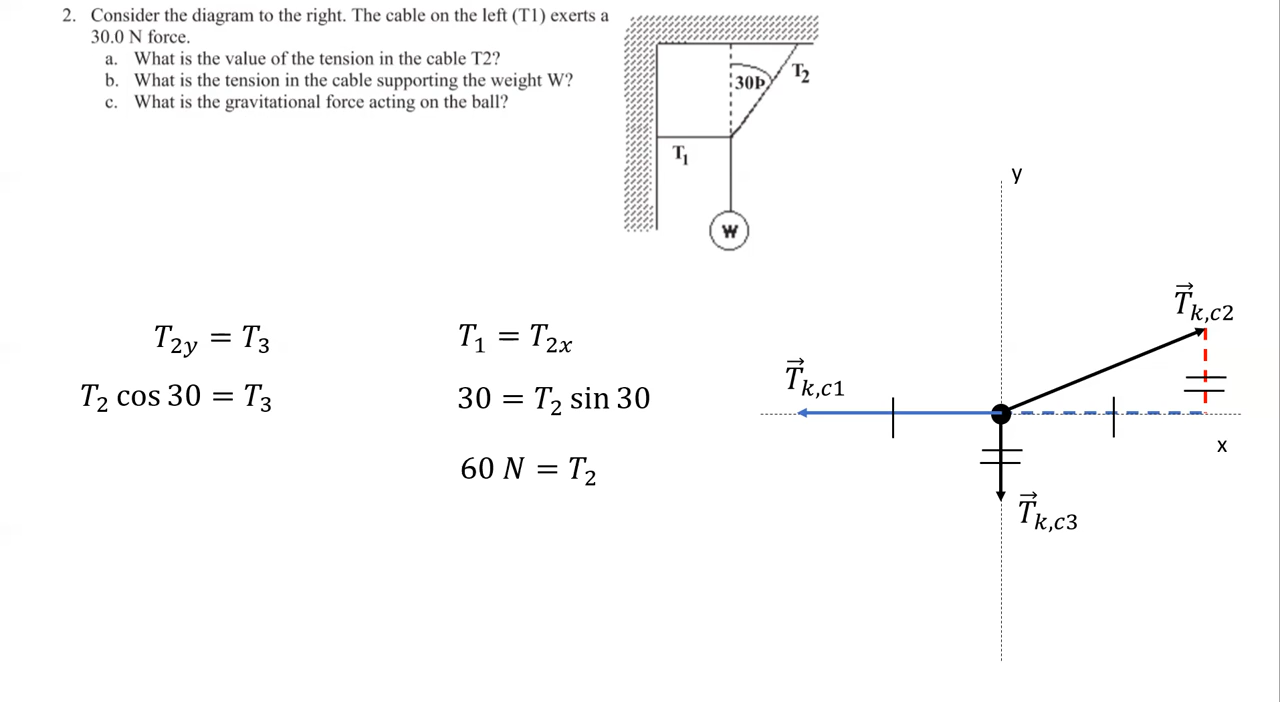 2. Consider the diagram to the right. The cable on the left (T1) exerts a
30.0 N force.
a. What is the value of the tension in the cable T2?
b. What is the tension in the cable supporting the weight W?
c. What is the gravitational force acting on the ball?
30Þ
T₂
T₁
W
y
T₂y = T₃
T₁ = T₂x
T⃗k,c2
T₂ cos 30 = T₃
30 = T₂ sin 30
T⃗k,c1
x
60 N = T₂
T⃗k,c3